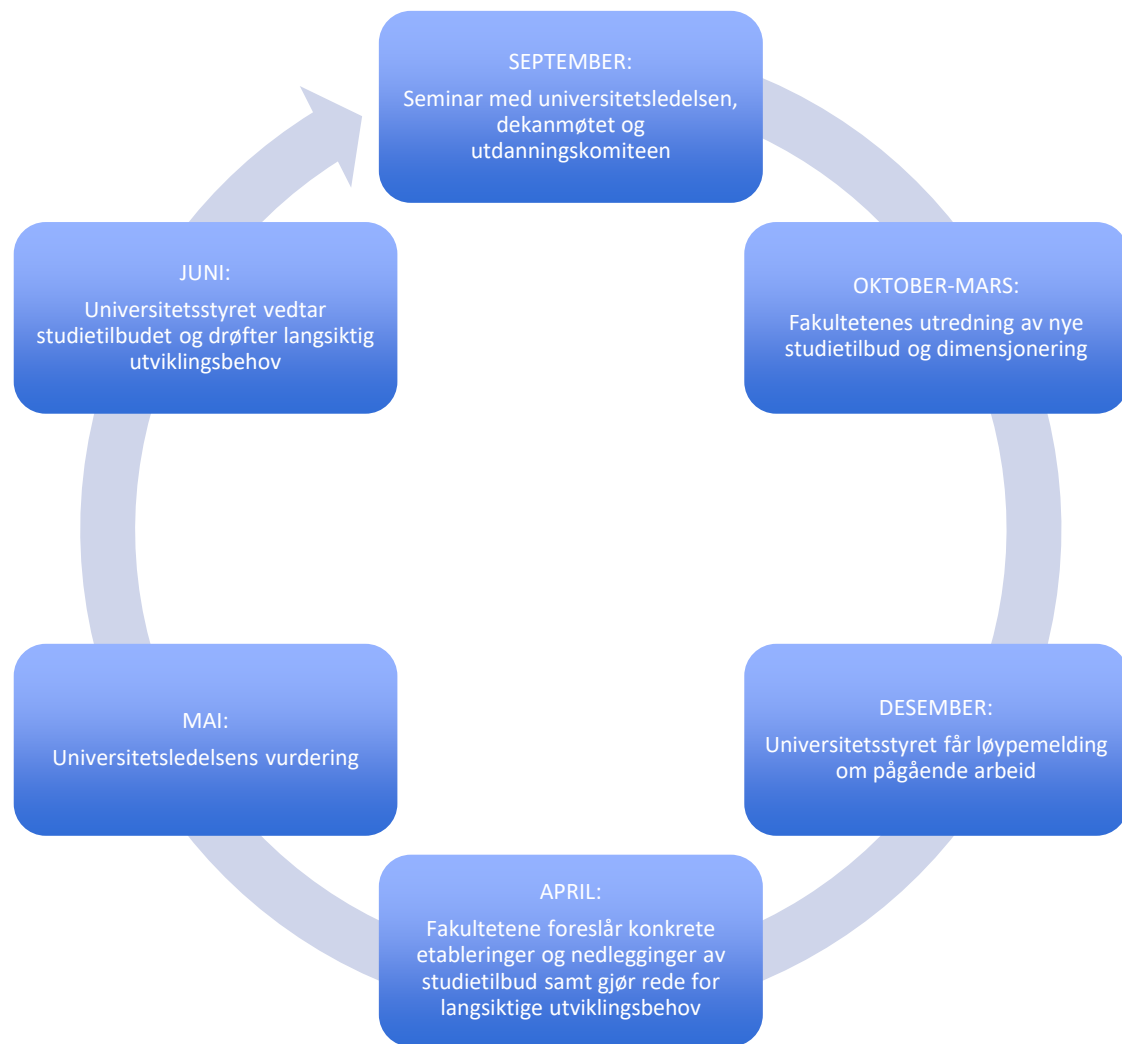 SEPTEMBER:
Seminar med universitetsledelsen,
dekanmøtet og
utdanningskomiteen
OKTOBER-MARS:
Fakultetenes utredning av nye
studietilbud og dimensjonering
DESEMBER:
Universitetsstyret får løypemelding
om pågående arbeid
APRIL:
Fakultetene foreslår konkrete
etableringer og nedlegginger av
studietilbud samt gjør rede for
langsiktige utviklingsbehov
MAI:
Universitetsledelsens vurdering
JUNI:
Universitetsstyret vedtar
studietilbudet og drøfter langsiktig
utviklingsbehov